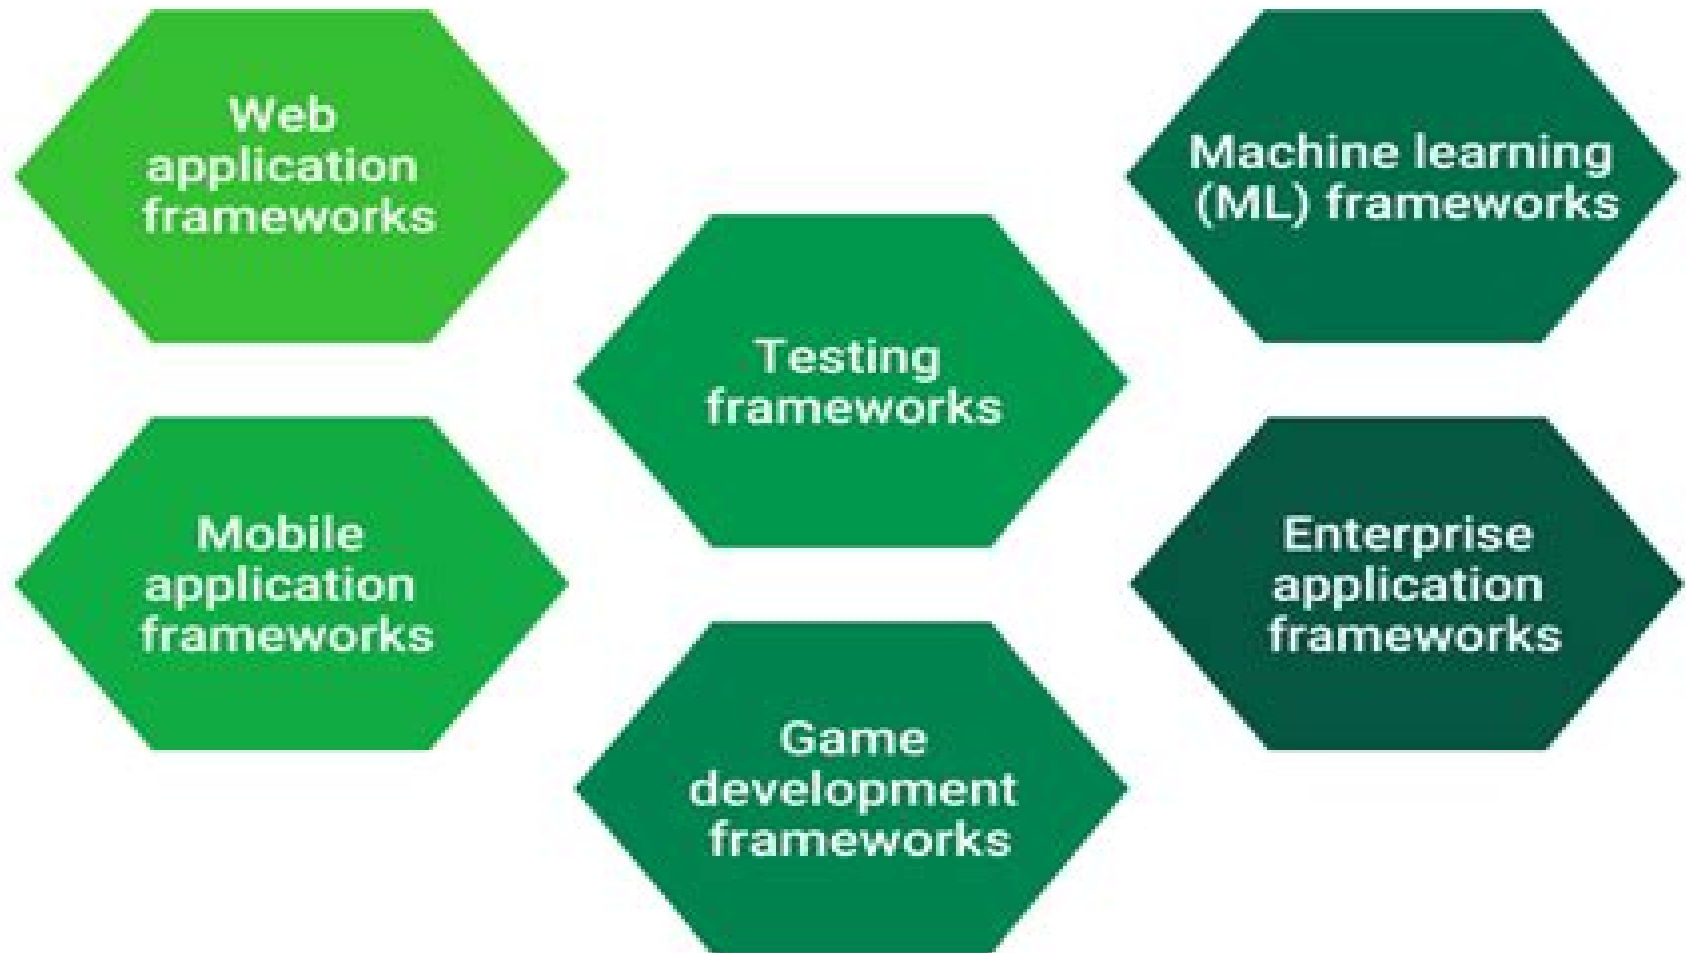 Web
application
frameworks
Mobile
application
frameworks
Testing
frameworks
Game
development
frameworks
Machine learning
(ML) frameworks
Enterprise
application
frameworks